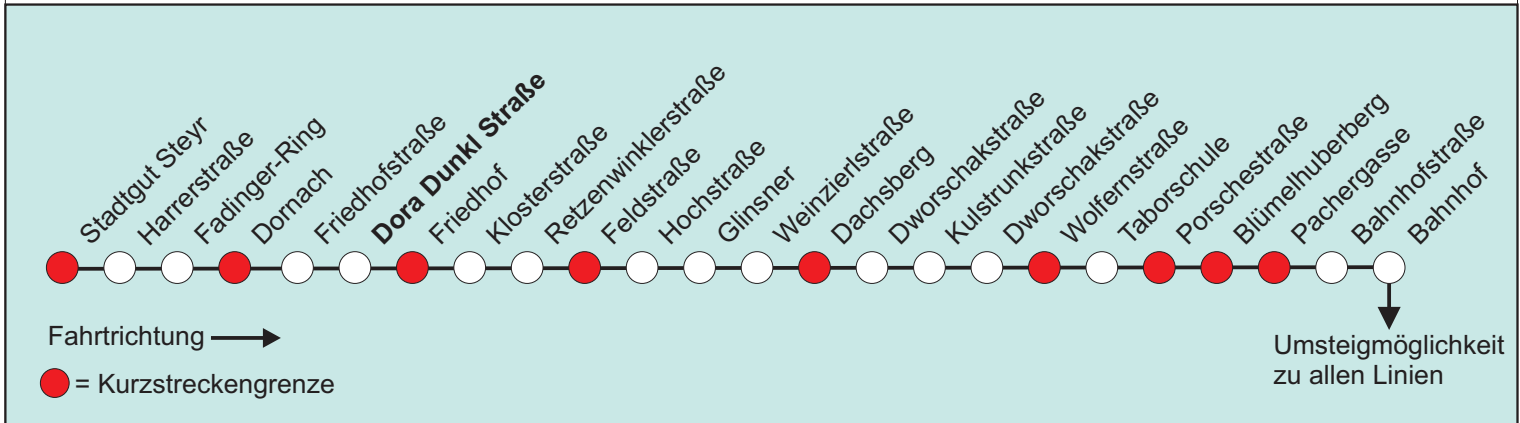 Stadtgut Steyr
Harrerstraße
Fadinger-Ring
Dornach
Friedhofstraße
Dora Dunkl Straße
Friedhof
Klosterstraße
Retzenwinklerstraße
Feldstraße
Hochstraße
Glinsner
Weinzierlstraße
Dachsberg
Dworschakstraße
Kulstrunkstraße
Dworschakstraße
Wolfernstraße
Taborschule
Porschestraße
Blümelhuberberg
Pachergasse
Bahnhofstraße
Bahnhof
Fahrtrichtung
= Kurzstreckengrenze
Umsteigmöglichkeit
zu allen Linien